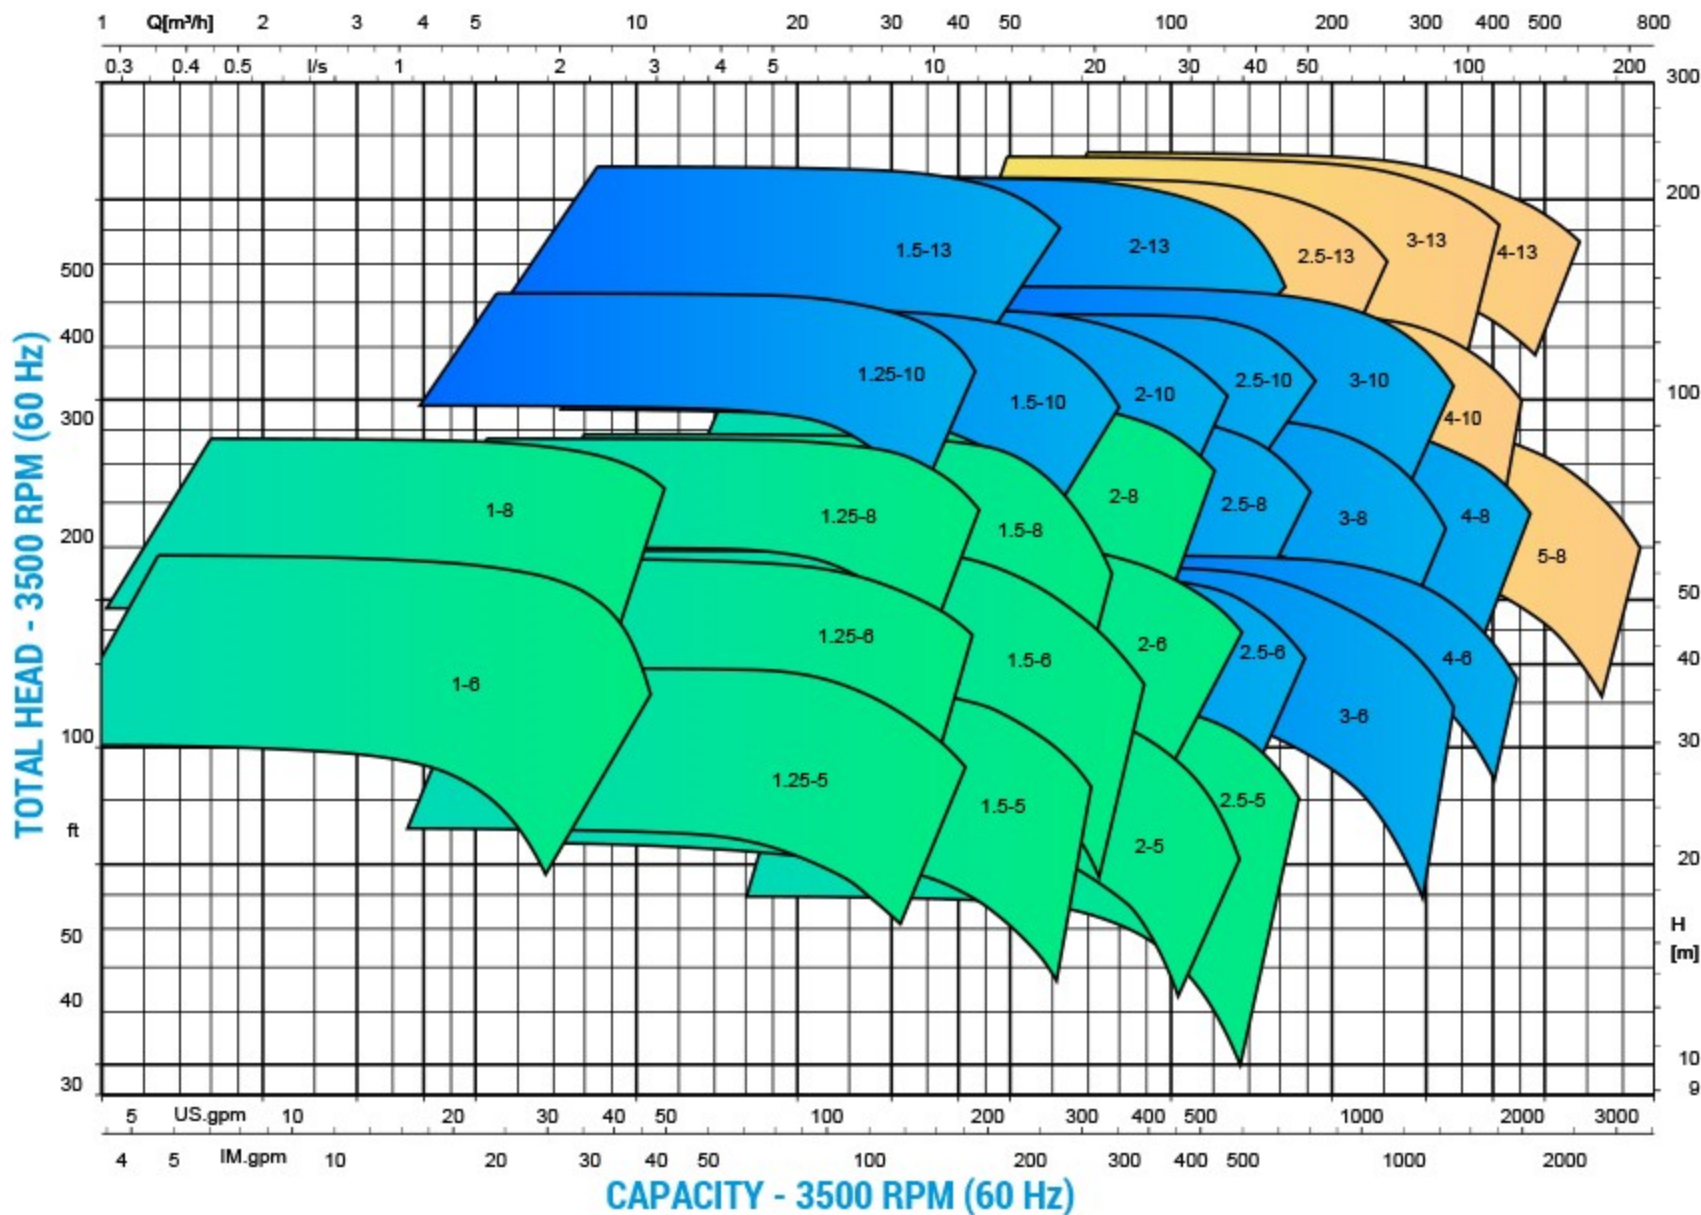 1 Q[m³/h] 2 3 4 5 10 20 30 40 50 100 200 300 400 500 800
0.3 0.4 0.5 l/s 1 2 3 4 5 10 20 30 40 50 100 200
300
200
1.5-13 2-13 2.5-13 3-13 4-13
500
400
1.25-10 1.5-10 2-10 2.5-10 3-10 4-10
100
300
1-8 1.25-8 1.5-8 2-8 2.5-8 3-8 4-8 5-8
200
50
1-6 1.25-6 1.5-6 2-6 2.5-6 3-6 4-6
40
m
100
30
1.25-5 1.5-5 2-5 2.5-5
ft
20
50
H
[m]
40
10
30
9
TOTAL HEAD - 3500 RPM (60 Hz)
5 US.gpm 10 20 30 40 50 100 200 300 400 500 1000 2000 3000
4 5 IM.gpm 10 20 30 40 50 100 200 300 400 500 1000 2000
CAPACITY - 3500 RPM (60 Hz)